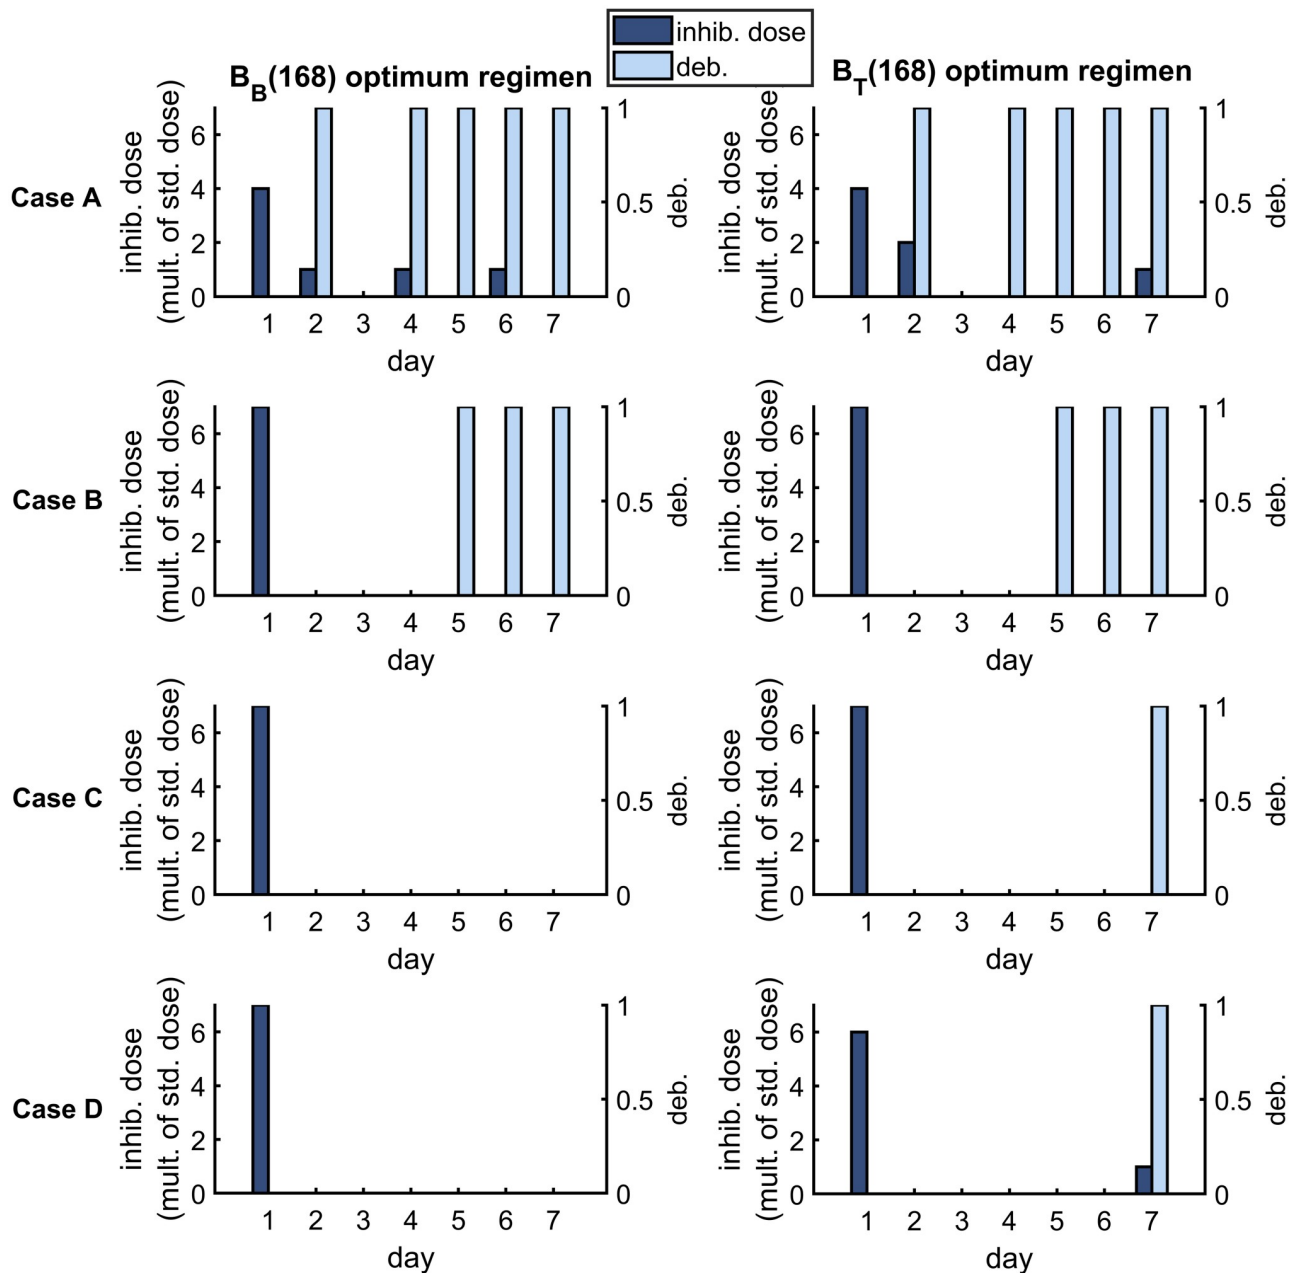 inhib. dose
deb.
B_B(168) optimum regimen
B_T(168) optimum regimen
Case A
inhib. dose
(mult. of std. dose)
6
4
2
0
1
0.5
0
deb.
1 2 3 4 5 6 7
day
inhib. dose
(mult. of std. dose)
6
4
2
0
1
0.5
0
deb.
1 2 3 4 5 6 7
day
Case B
inhib. dose
(mult. of std. dose)
6
4
2
0
1
0.5
0
deb.
1 2 3 4 5 6 7
day
inhib. dose
(mult. of std. dose)
6
4
2
0
1
0.5
0
deb.
1 2 3 4 5 6 7
day
Case C
inhib. dose
(mult. of std. dose)
6
4
2
0
1
0.5
0
deb.
1 2 3 4 5 6 7
day
inhib. dose
(mult. of std. dose)
6
4
2
0
1
0.5
0
deb.
1 2 3 4 5 6 7
day
Case D
inhib. dose
(mult. of std. dose)
6
4
2
0
1
0.5
0
deb.
1 2 3 4 5 6 7
day
inhib. dose
(mult. of std. dose)
6
4
2
0
1
0.5
0
deb.
1 2 3 4 5 6 7
day